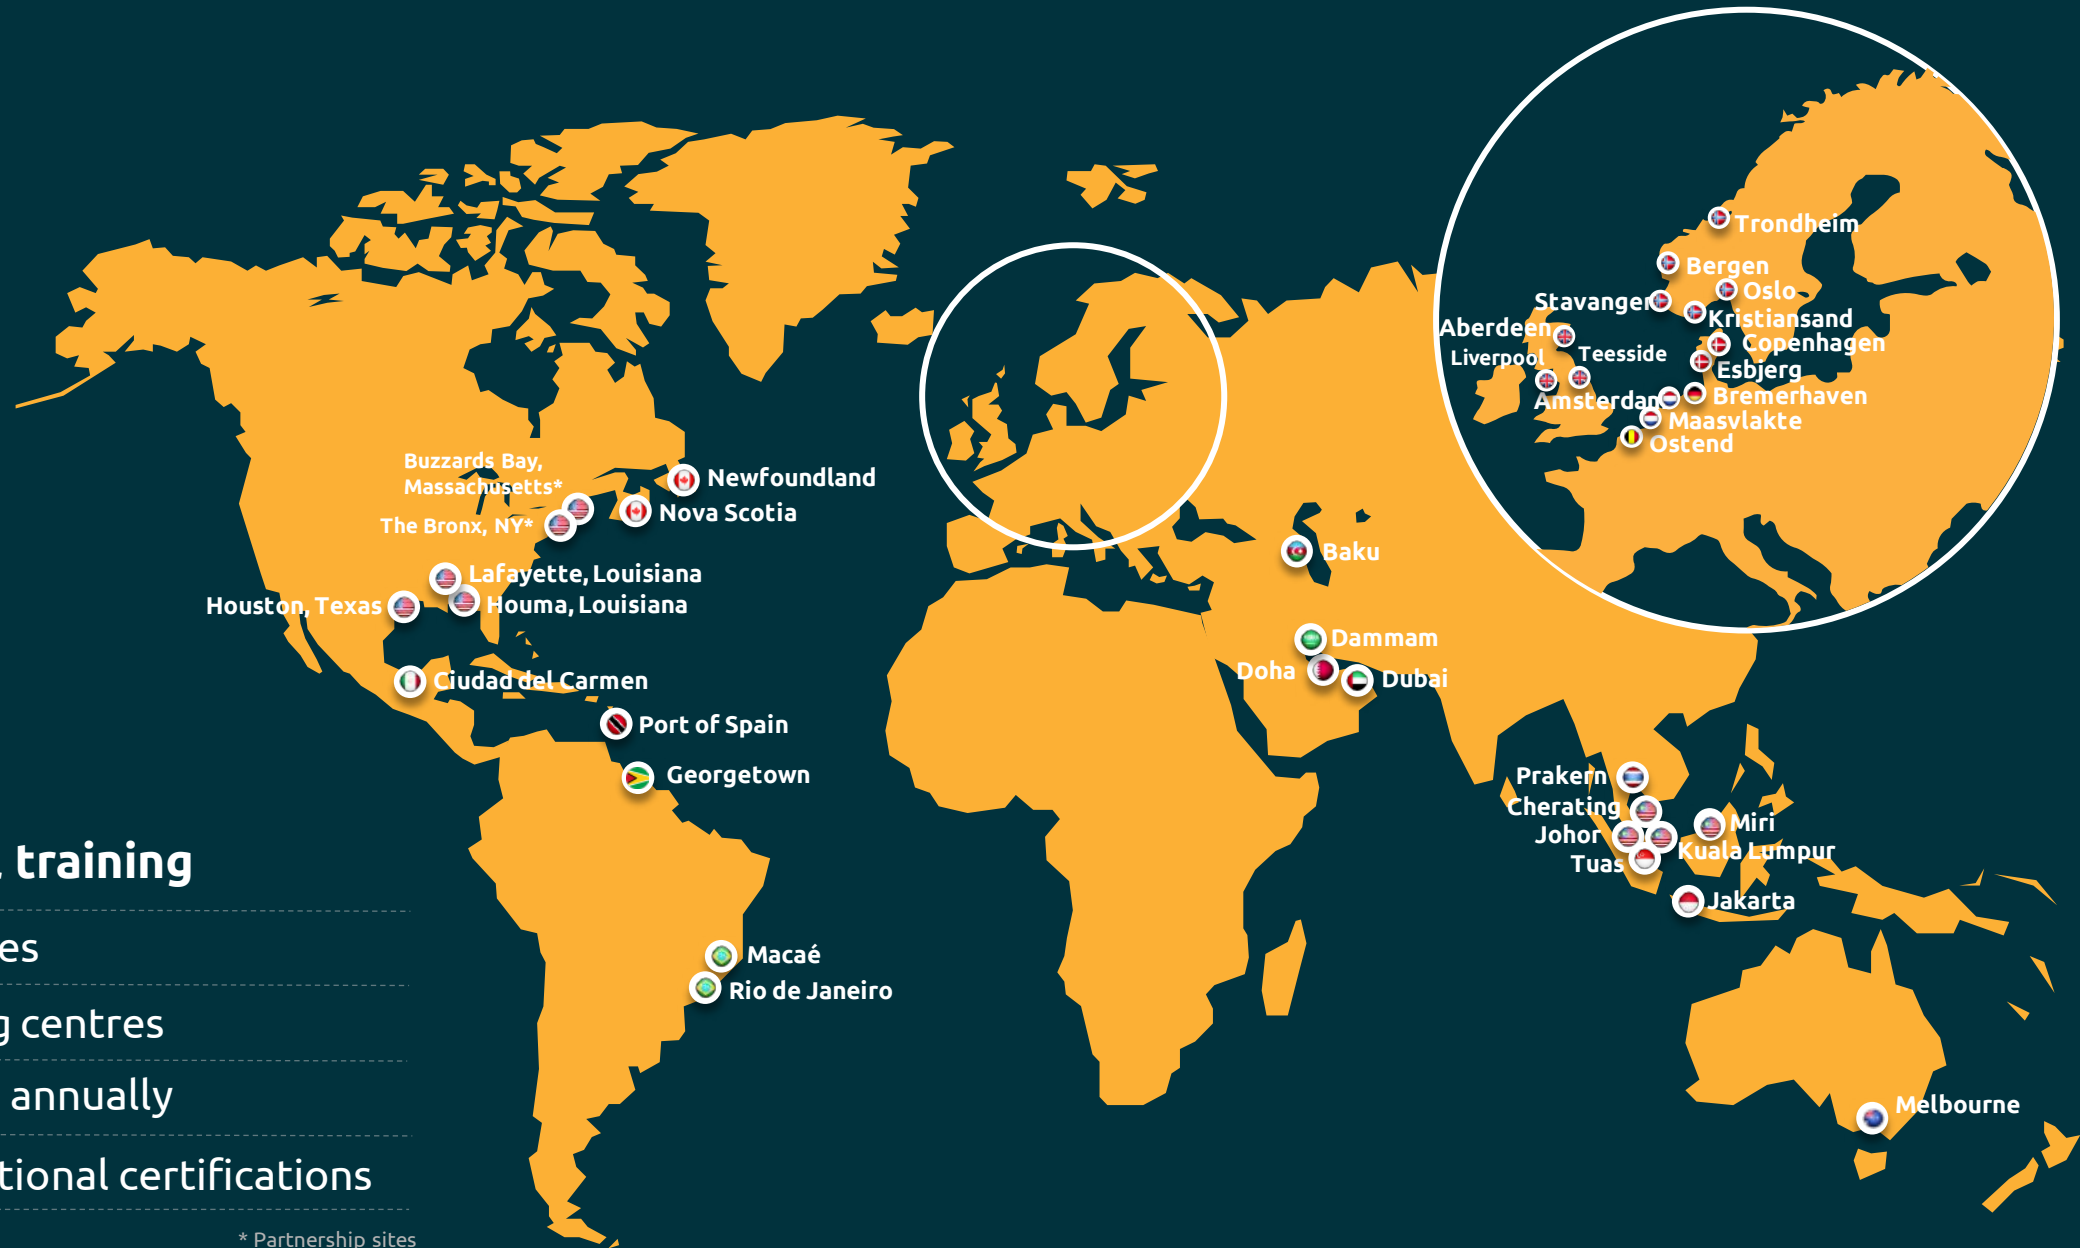 Trondheim
Bergen
Oslo
Stavanger
Kristiansand
Aberdeen
Copenhagen
Liverpool
Teesside
Esbjerg
Amsterdam
Bremerhaven
Maasvlakte
Ostend
Buzzards Bay,
Massachusetts*
The Bronx, NY*
Newfoundland
Nova Scotia
Lafayette, Louisiana
Houston, Texas
Houma, Louisiana
Ciudad del Carmen
Port of Spain
Georgetown
Baku
Dammam
Doha
Dubai
Prakern
Cherating
Johor
Miri
Kuala Lumpur
Tuas
Jakarta
Macaé
Rio de Janeiro
Melbourne
training
es
g centres
annually
tional certifications
* Partnership sites